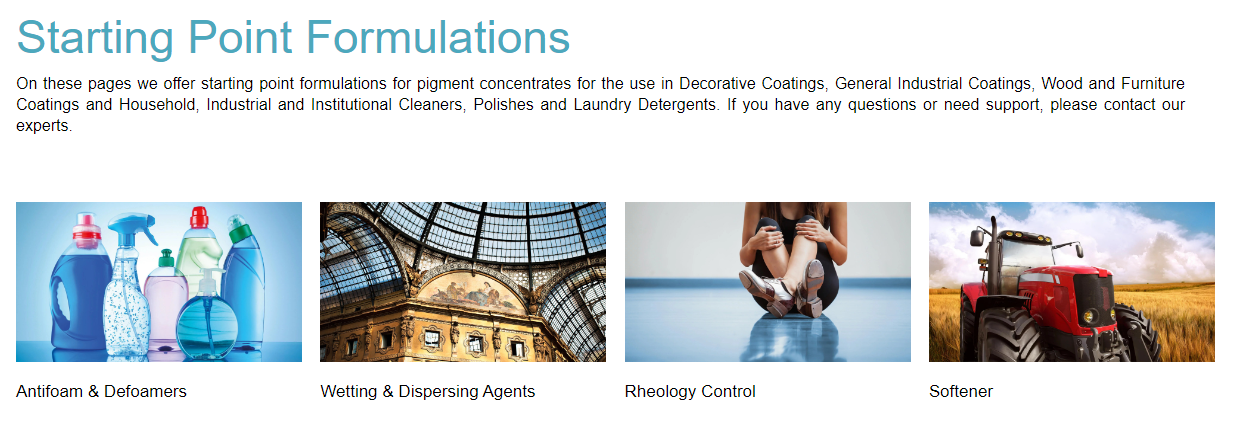 Starting Point Formulations
On these pages we offer starting point formulations for pigment concentrates for the use in Decorative Coatings, General Industrial Coatings, Wood and Furniture
Coatings and Household, Industrial and Institutional Cleaners, Polishes and Laundry Detergents. If you have any questions or need support, please contact our
experts.
Antifoam & Defoamers
Wetting & Dispersing Agents
Rheology Control
Softener